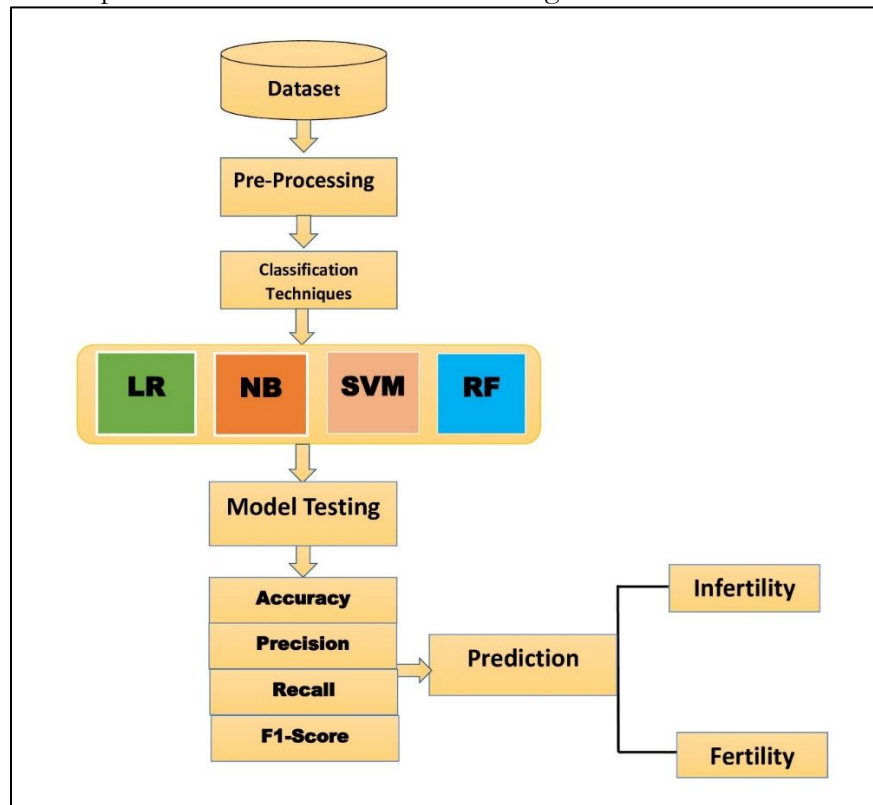 Dataset
Pre-Processing
Classification
Techniques
LR
NB
SVM
RF
Model Testing
Accuracy
Precision
Recall
F1-Score
Prediction
Infertility
Fertility